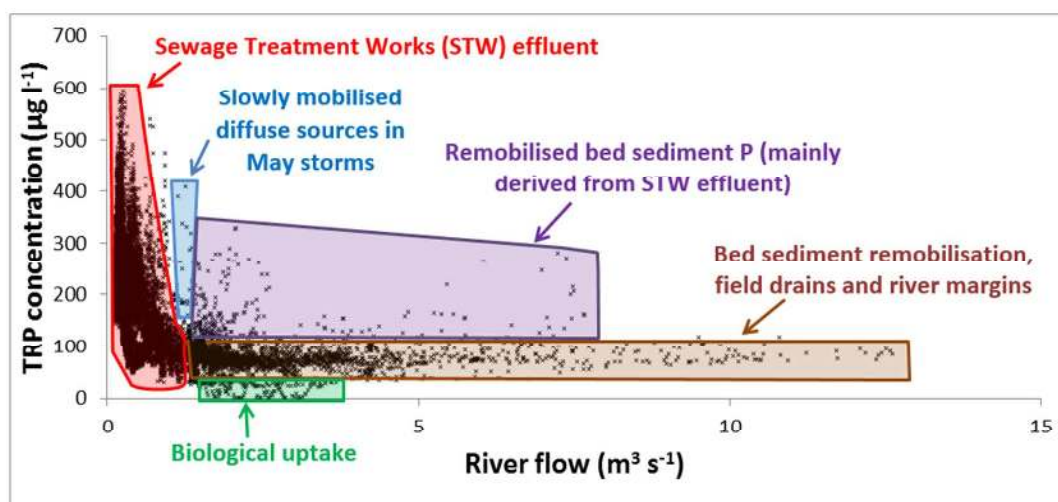 700
600
500
400
300
200
100
0
TRP concentration (µg l-1)
Sewage Treatment Works (STW) effluent
Slowly mobilised
diffuse sources in
May storms
Remobilised bed sediment P (mainly
derived from STW effluent)
Bed sediment remobilisation,
field drains and river margins
Biological uptake
0
5
10
15
River flow (m³ s⁻¹)